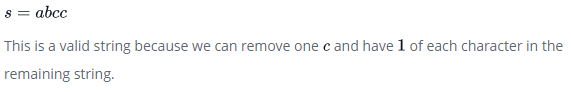 s = abcc
This is a valid string because we can remove one c and have 1 of each character in the
remaining string.